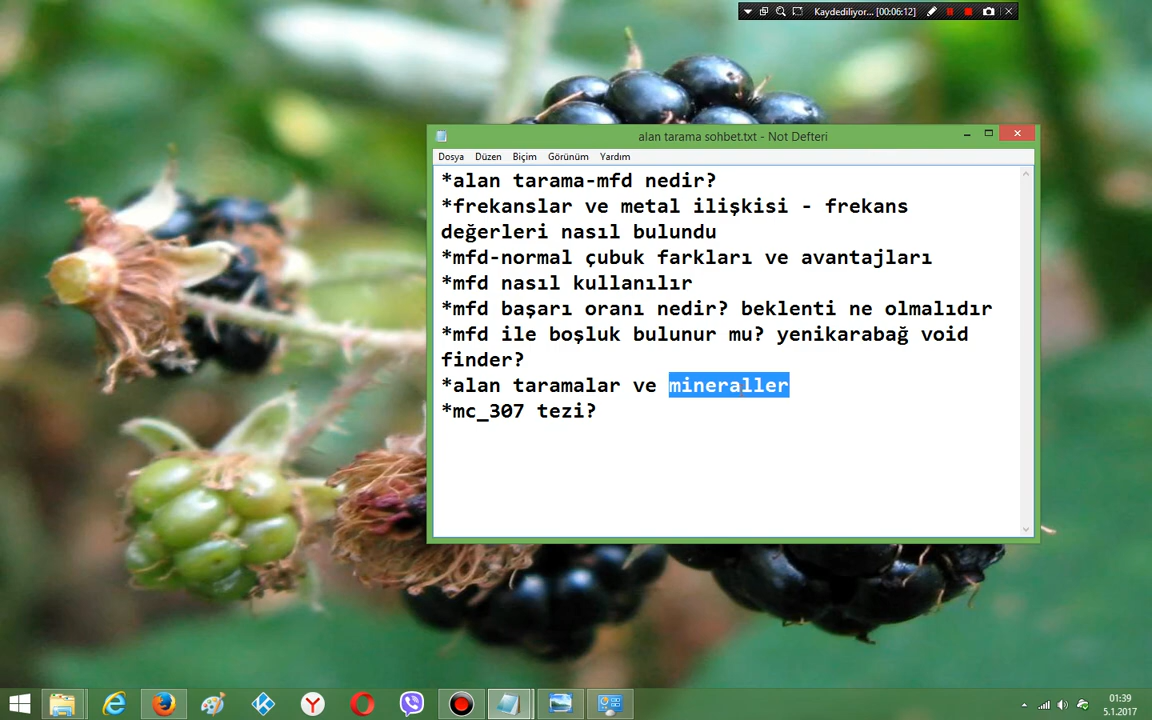 Kaydediliyor... [00:06:12]
alan tarama sohbet.txt - Not Defteri
Dosya Düzen Biçim Görünüm Yardım
*alan tarama-mfd nedir?
*frekanslar ve metal ilişkisi - frekans
değerleri nasıl bulundu
*mfd-normal çubuk farkları ve avantajları
*mfd nasıl kullanılır
*mfd başarı oranı nedir? beklenti ne olmalıdır
*mfd ile boşluk bulunur mu? yenikarabağ void
finder?
*alan taramalar ve mineraller
*mc_307 tezi?
01:39
5.1.2017